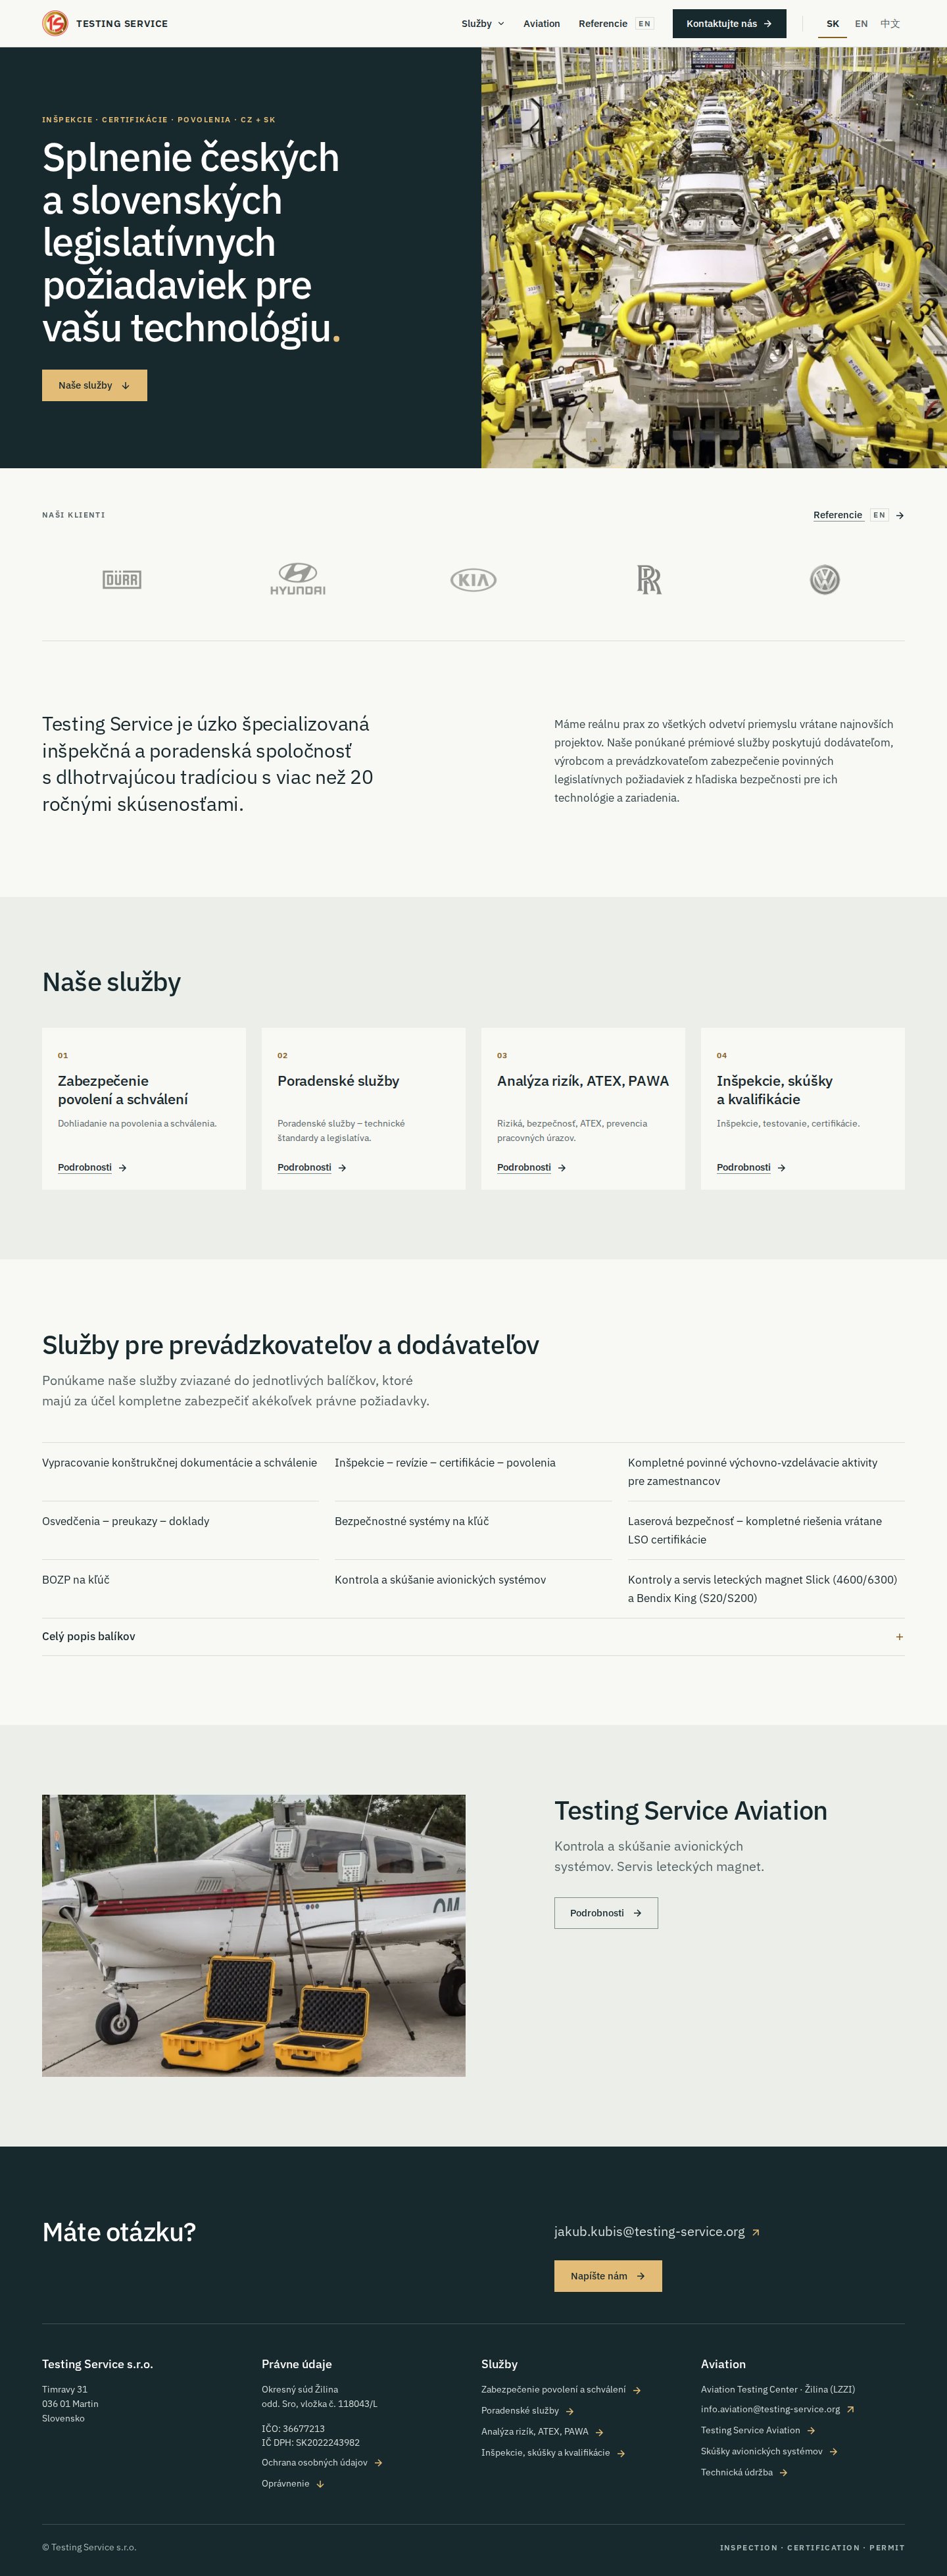 TESTING SERVICE
Služby
Aviation
Referencie EN
Kontaktujte nás
SK EN 中文
INŠPEKCIE · CERTIFIKÁCIE · POVOLENIA · CZ + SK
Splnenie českých
a slovenských
legislatívnych
požiadaviek pre
vašu technológiu.
Naše služby
NAŠI KLIENTI
Referencie EN
DÜRR
HYUNDAI
KIA
RR
VW
Testing Service je úzko špecializovaná
inšpekčná a poradenská spoločnosť
s dlhotrvajúcou tradíciou s viac než 20
ročnými skúsenosťami.
Máme reálnu prax zo všetkých odvetví priemyslu vrátane najnovších
projektov. Naše ponúkané prémiové služby poskytujú dodávateľom,
výrobcom a prevádzkovateľom zabezpečenie povinných
legislatívnych požiadaviek z hľadiska bezpečnosti pre ich
technológie a zariadenia.
Naše služby
01
Zabezpečenie
povolení a schválení
Dohliadanie na povolenia a schválenia.
Podrobnosti
02
Poradenské služby
Poradenské služby – technické
štandardy a legislatíva.
Podrobnosti
03
Analýza rizík, ATEX, PAWA
Riziká, bezpečnosť, ATEX, prevencia
pracovných úrazov.
Podrobnosti
04
Inšpekcie, skúšky
a kvalifikácie
Inšpekcie, testovanie, certifikácie.
Podrobnosti
Služby pre prevádzkovateľov a dodávateľov
Ponúkame naše služby zviazané do jednotlivých balíčkov, ktoré
majú za účel kompletne zabezpečiť akékoľvek právne požiadavky.
Vypracovanie konštrukčnej dokumentácie a schválenie
Inšpekcie – revízie – certifikácie – povolenia
Kompletné povinné výchovno-vzdelávacie aktivity
pre zamestnancov
Osvedčenia – preukazy – doklady
Bezpečnostné systémy na kľúč
Laserová bezpečnosť – kompletné riešenia vrátane
LSO certifikácie
BOZP na kľúč
Kontrola a skúšanie avionických systémov
Kontroly a servis leteckých magnet Slick (4600/6300)
a Bendix King (S20/S200)
Celý popis balíkov +
OM
Testing Service Aviation
Kontrola a skúšanie avionických
systémov. Servis leteckých magnet.
Podrobnosti
Máte otázku?
jakub.kubis@testing-service.org
Napíšte nám
Testing Service s.r.o.
Timravy 31
036 01 Martin
Slovensko
Právne údaje
Okresný súd Žilina
odd. Sro, vložka č. 118043/L
IČO: 36677213
IČ DPH: SK2022243982
Ochrana osobných údajov
Oprávnenie
Služby
Zabezpečenie povolení a schválení
Poradenské služby
Analýza rizík, ATEX, PAWA
Inšpekcie, skúšky a kvalifikácie
Aviation
Aviation Testing Center · Žilina (LZZI)
info.aviation@testing-service.org
Testing Service Aviation
Skúšky avionických systémov
Technická údržba
© Testing Service s.r.o.
INSPECTION · CERTIFICATION · PERMIT